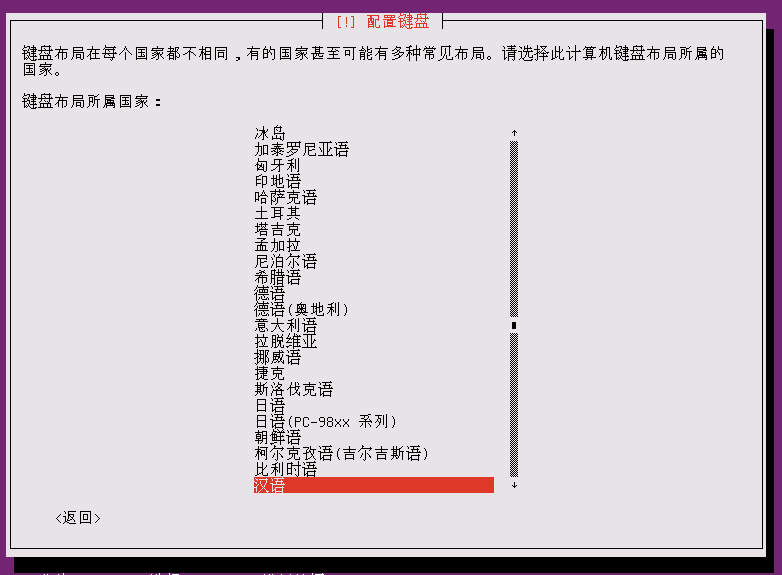 [!] 配置键盘
键盘布局在每个国家都不相同，有的国家甚至可能有多种常见布局。请选择此计算机键盘布局所属的
国家。
键盘布局所属国家：
冰岛
加泰罗尼亚语
匈牙利
印地语
哈萨克语
土耳其
塔吉克
孟加拉
尼泊尔语
希腊语
德语
德语(奥地利)
意大利语
拉脱维亚
挪威语
捷克
斯洛伐克语
日语
日语(PC-98xx 系列)
朝鲜语
柯尔克孜语(吉尔吉斯语)
比利时语
汉语
<返回>